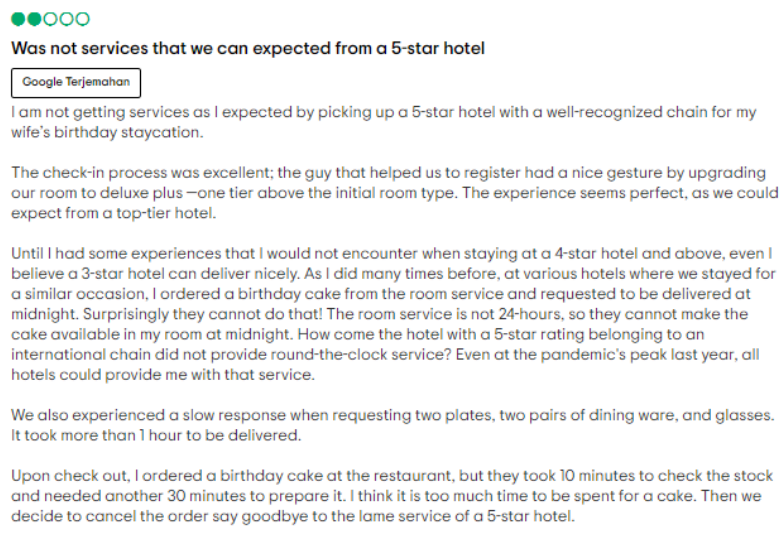 Was not services that we can expected from a 5-star hotel
Google Terjemahan
I am not getting services as I expected by picking up a 5-star hotel with a well-recognized chain for my
wife's birthday staycation.
The check-in process was excellent; the guy that helped us to register had a nice gesture by upgrading
our room to deluxe plus —one tier above the initial room type. The experience seems perfect, as we could
expect from a top-tier hotel.
Until I had some experiences that I would not encounter when staying at a 4-star hotel and above, even I
believe a 3-star hotel can deliver nicely. As I did many times before, at various hotels where we stayed for
a similar occasion, I ordered a birthday cake from the room service and requested to be delivered at
midnight. Surprisingly they cannot do that! The room service is not 24-hours, so they cannot make the
cake available in my room at midnight. How come the hotel with a 5-star rating belonging to an
international chain did not provide round-the-clock service? Even at the pandemic's peak last year, all
hotels could provide me with that service.
We also experienced a slow response when requesting two plates, two pairs of dining ware, and glasses.
It took more than 1 hour to be delivered.
Upon check out, I ordered a birthday cake at the restaurant, but they took 10 minutes to check the stock
and needed another 30 minutes to prepare it. I think it is too much time to be spent for a cake. Then we
decide to cancel the order say goodbye to the lame service of a 5-star hotel.